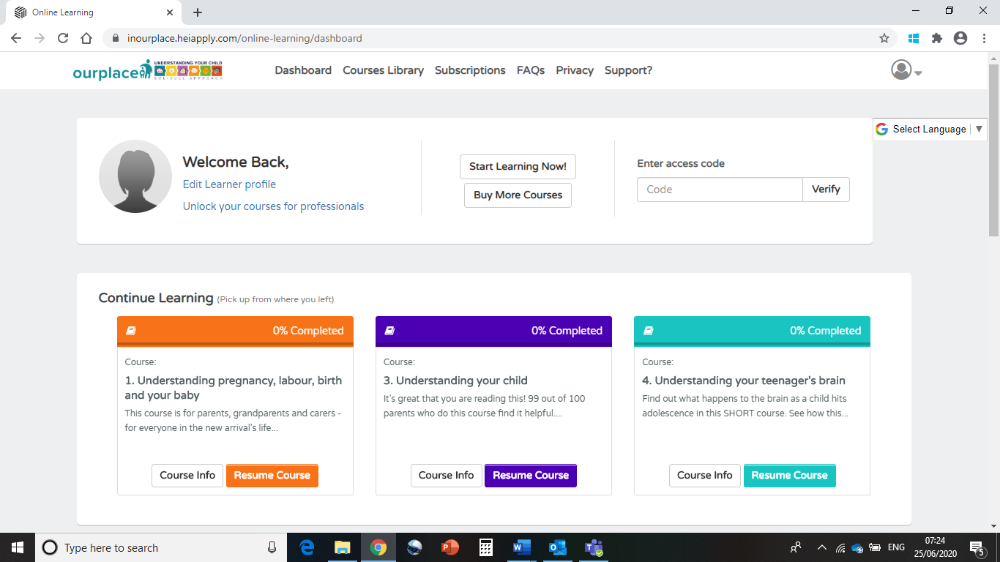 Online Learning
inourplace.heiapply.com/online-learning/dashboard
ourplace
UNDERSTANDING YOUR CHILD
SOLIHULL APPROACH
Dashboard Courses Library Subscriptions FAQs Privacy Support?
Select Language
Welcome Back,
Edit Learner profile
Unlock your courses for professionals
Start Learning Now!
Buy More Courses
Enter access code
Code Verify
Continue Learning (Pick up from where you left)
0% Completed
Course:
1. Understanding pregnancy, labour, birth
and your baby
This course is for parents, grandparents and carers -
for everyone in the new arrival's life...
Course Info Resume Course
0% Completed
Course:
3. Understanding your child
It's great that you are reading this! 99 out of 100
parents who do this course find it helpful....
Course Info Resume Course
0% Completed
Course:
4. Understanding your teenager's brain
Find out what happens to the brain as a child hits
adolescence in this SHORT course. See how this...
Course Info Resume Course
Type here to search
ENG
07:24
25/06/2020
5